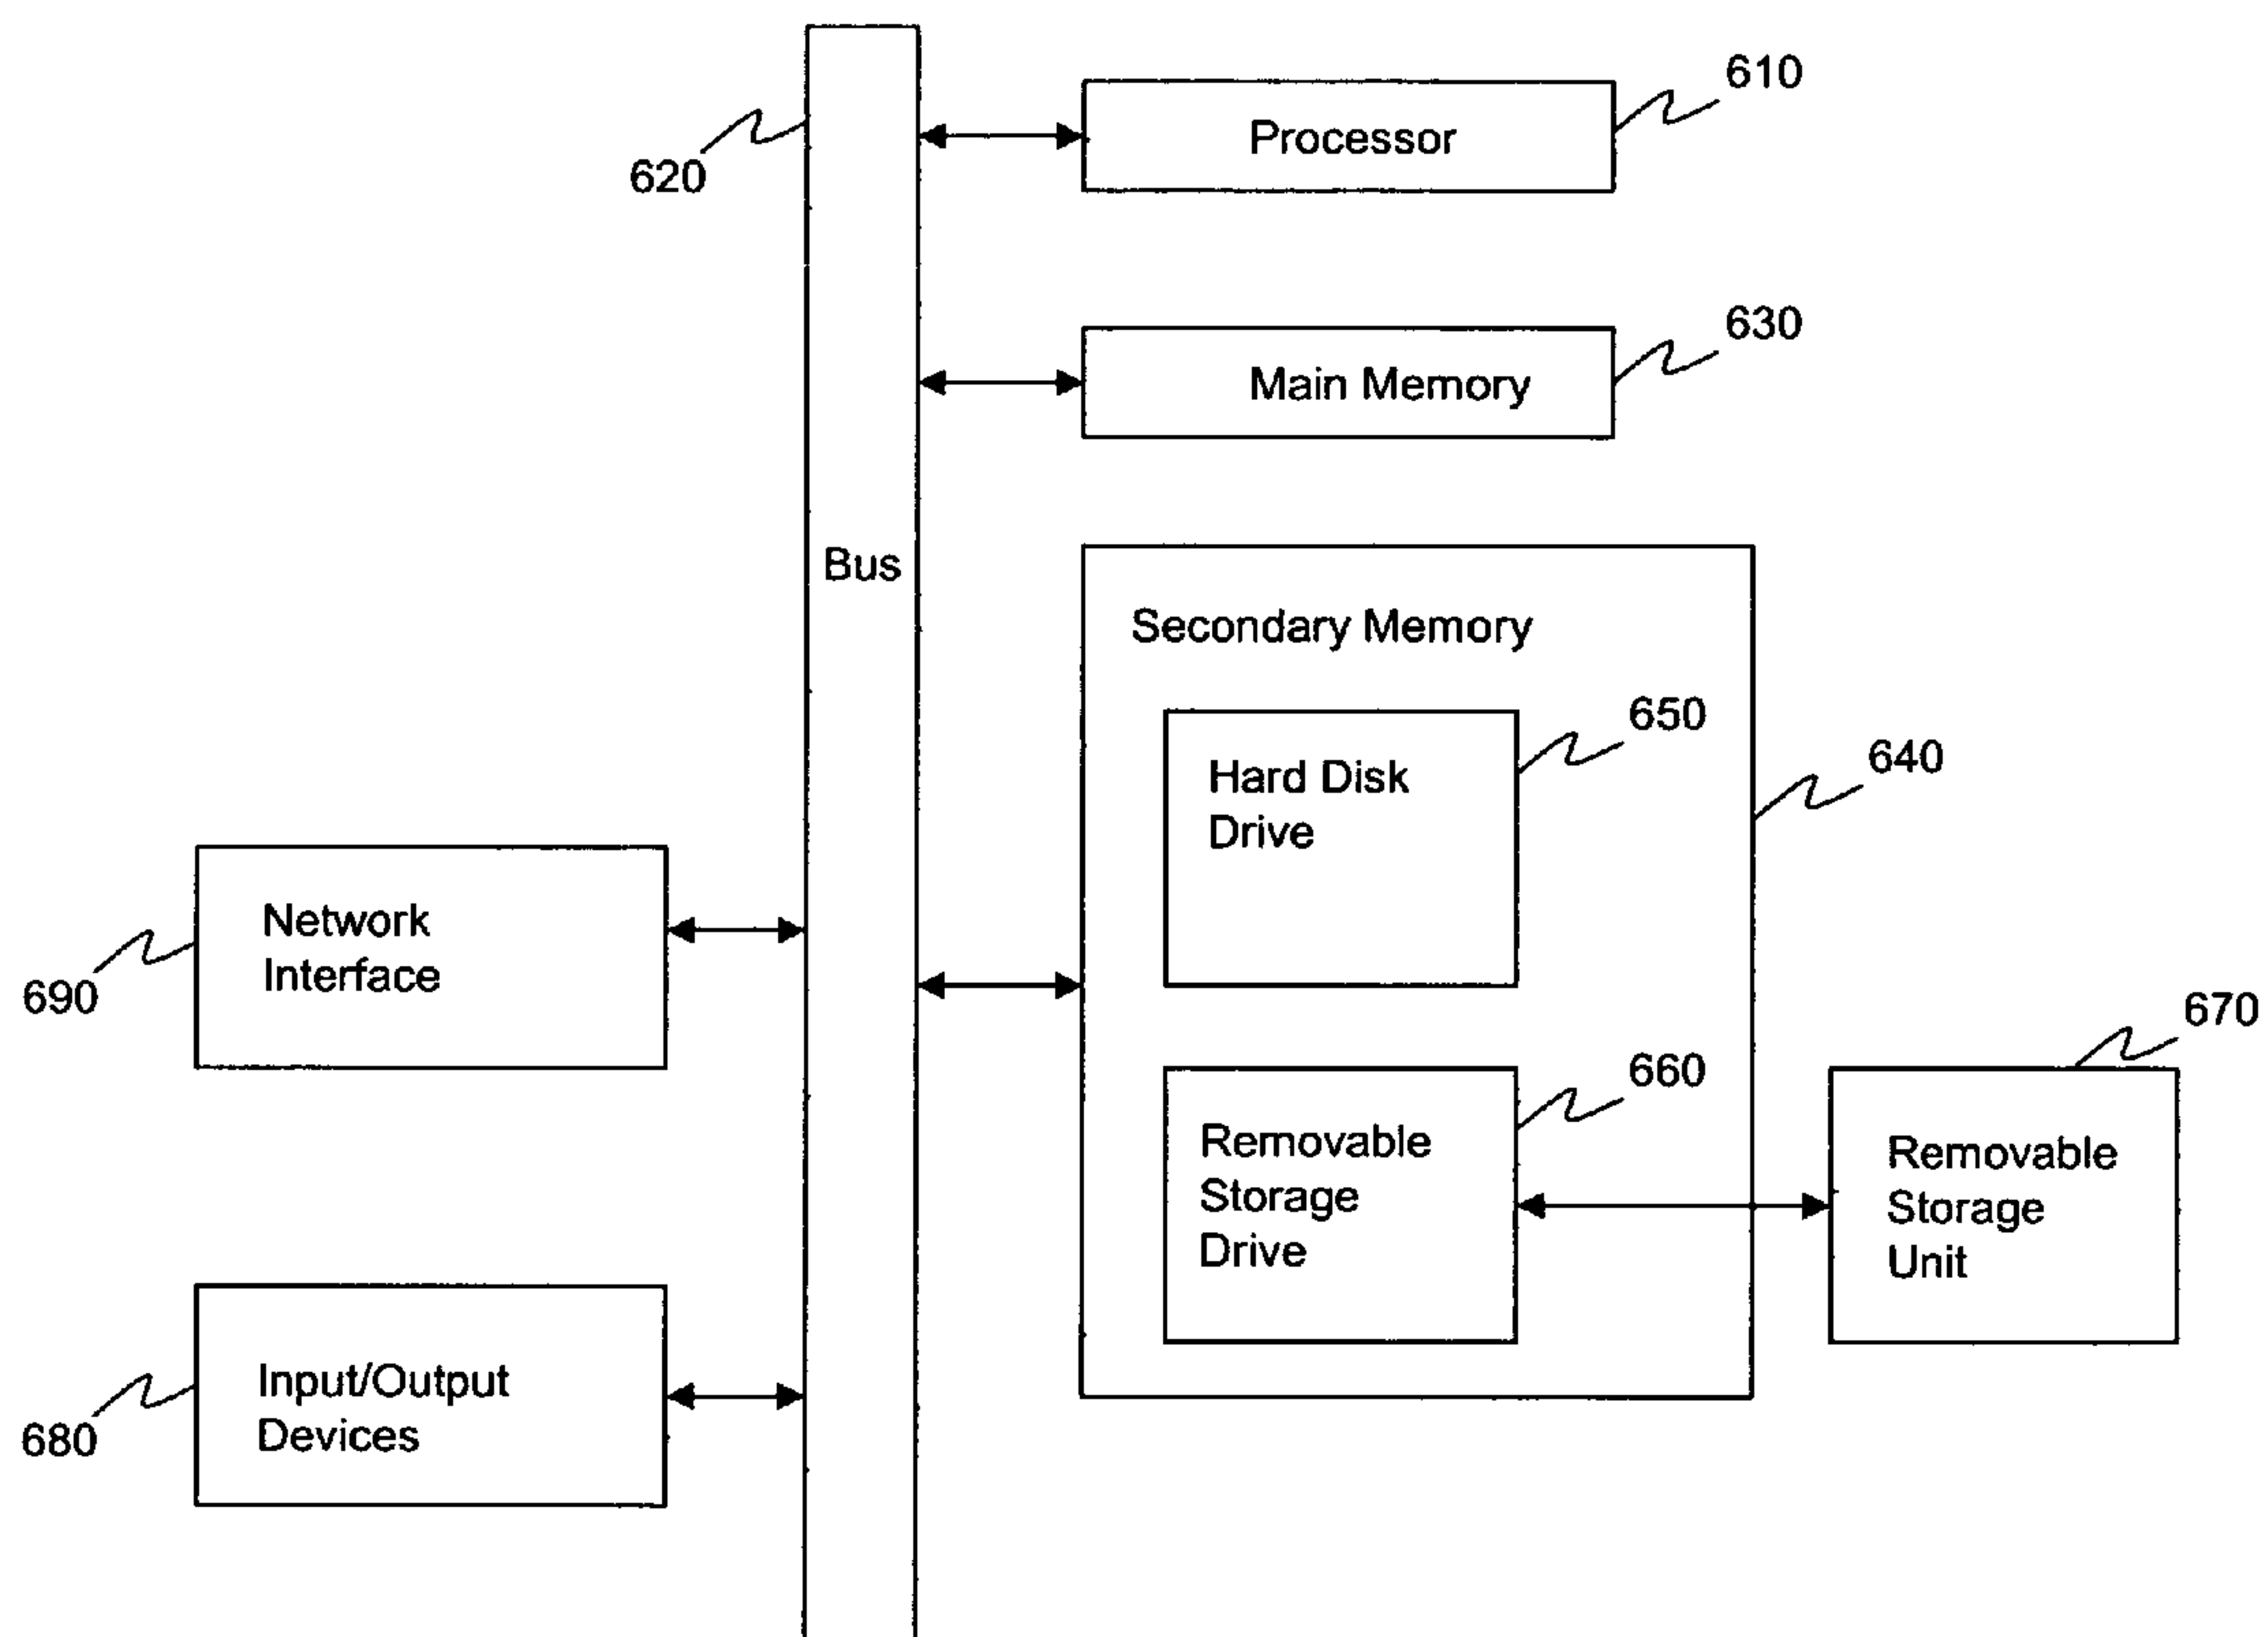 610
Processor
620
630
Main Memory
Bus
Secondary Memory
650
Hard Disk
Drive
640
Network
Interface
690
670
660
Removable
Storage
Drive
Removable
Storage
Unit
Input/Output
Devices
680